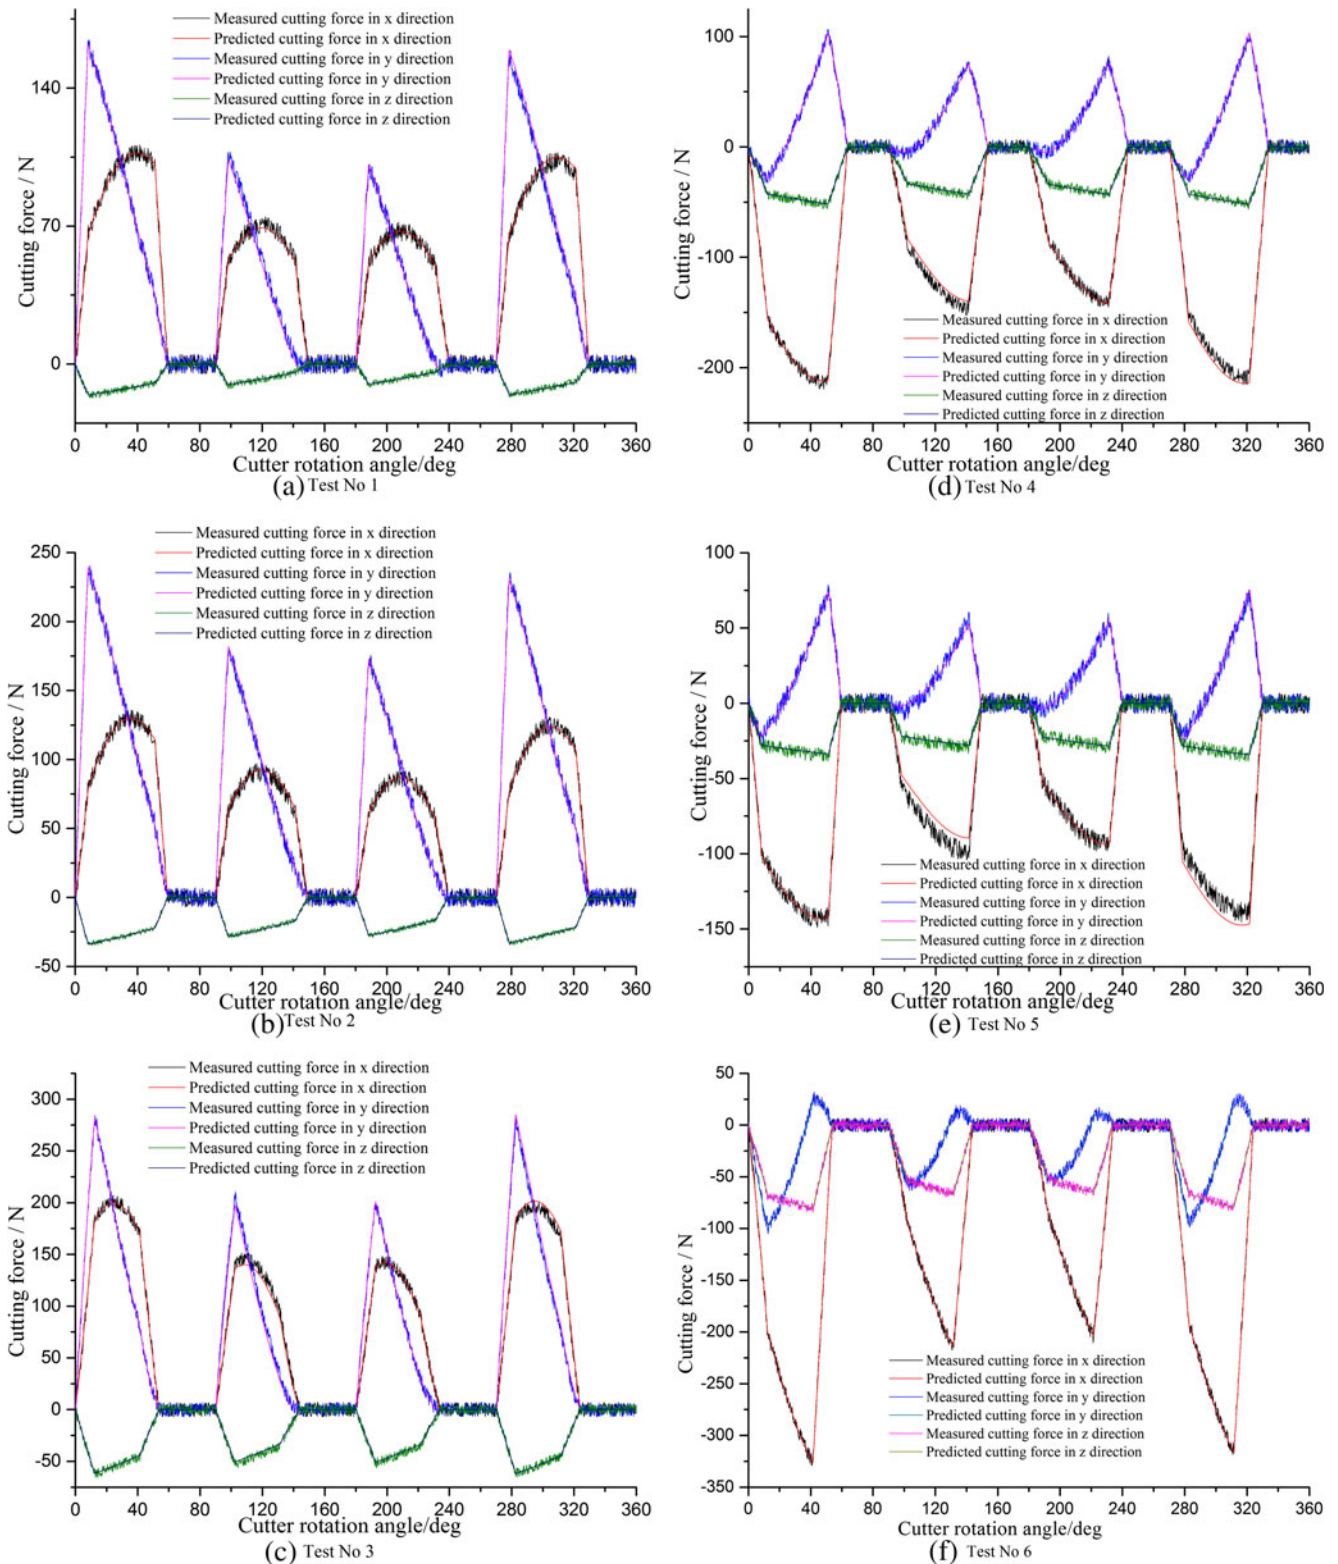 Measured cutting force in x direction
Predicted cutting force in x direction
Measured cutting force in y direction
Predicted cutting force in y direction
Measured cutting force in z direction
Predicted cutting force in z direction
140
70
0
Cutting force / N
0 40 80 120 160 200 240 280 320 360
Cutter rotation angle/deg
(a) Test No 1
100
50
0
-50
-100
-200
Cutting force / N
Measured cutting force in x direction
Predicted cutting force in x direction
Measured cutting force in y direction
Predicted cutting force in y direction
Measured cutting force in z direction
Predicted cutting force in z direction
0 40 80 120 160 200 240 280 320 360
Cutter rotation angle/deg
(d) Test No 4
Measured cutting force in x direction
Predicted cutting force in x direction
Measured cutting force in y direction
Predicted cutting force in y direction
Measured cutting force in z direction
Predicted cutting force in z direction
250
200
150
100
50
0
-50
Cutting force / N
0 40 80 120 160 200 240 280 320 360
Cutter rotation angle/deg
(b) Test No 2
100
50
0
-50
-100
-150
Cutting force / N
Measured cutting force in x direction
Predicted cutting force in x direction
Measured cutting force in y direction
Predicted cutting force in y direction
Measured cutting force in z direction
Predicted cutting force in z direction
0 40 80 120 160 200 240 280 320 360
Cutter rotation angle/deg
(e) Test No 5
Measured cutting force in x direction
Predicted cutting force in x direction
Measured cutting force in y direction
Predicted cutting force in y direction
Measured cutting force in z direction
Predicted cutting force in z direction
300
250
200
150
100
50
0
-50
Cutting force / N
0 40 80 120 160 200 240 280 320 360
Cutter rotation angle/deg
(c) Test No 3
50
0
-50
-100
-150
-200
-250
-300
-350
Cutting force / N
Measured cutting force in x direction
Predicted cutting force in x direction
Measured cutting force in y direction
Predicted cutting force in y direction
Measured cutting force in z direction
Predicted cutting force in z direction
0 40 80 120 160 200 240 280 320 360
Cutter rotation angle/deg
(f) Test No 6